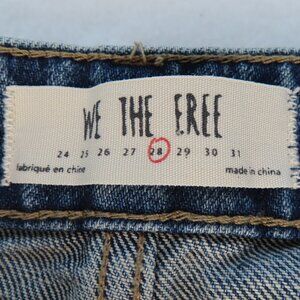 WE THE FREE
24 25 26 27 28 29 30 31
fabriqué en chine made in china